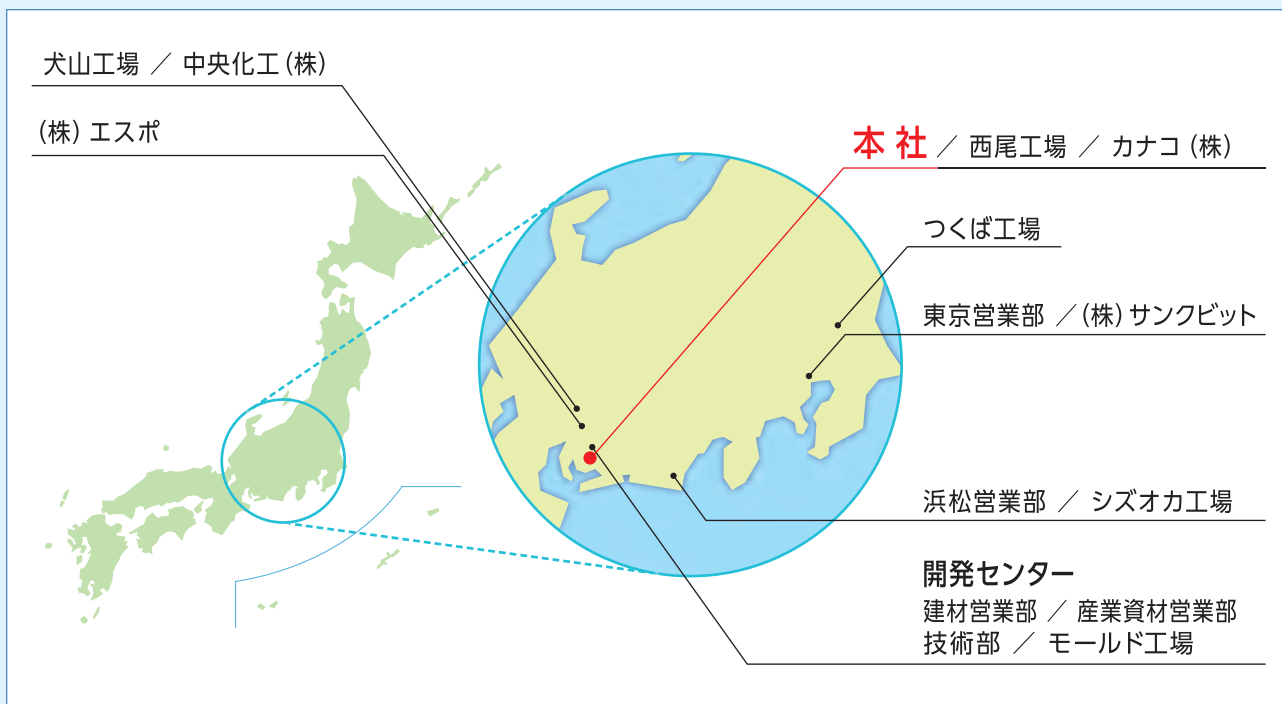 犬山工場 ／ 中央化工(株)
(株)エスポ
本社 ／ 西尾工場 ／ カナコ(株)
つくば工場
東京営業部 ／(株)サンクビット
浜松営業部 ／ シズオカ工場
開発センター
建材営業部 ／ 産業資材営業部
技術部 ／ モールド工場